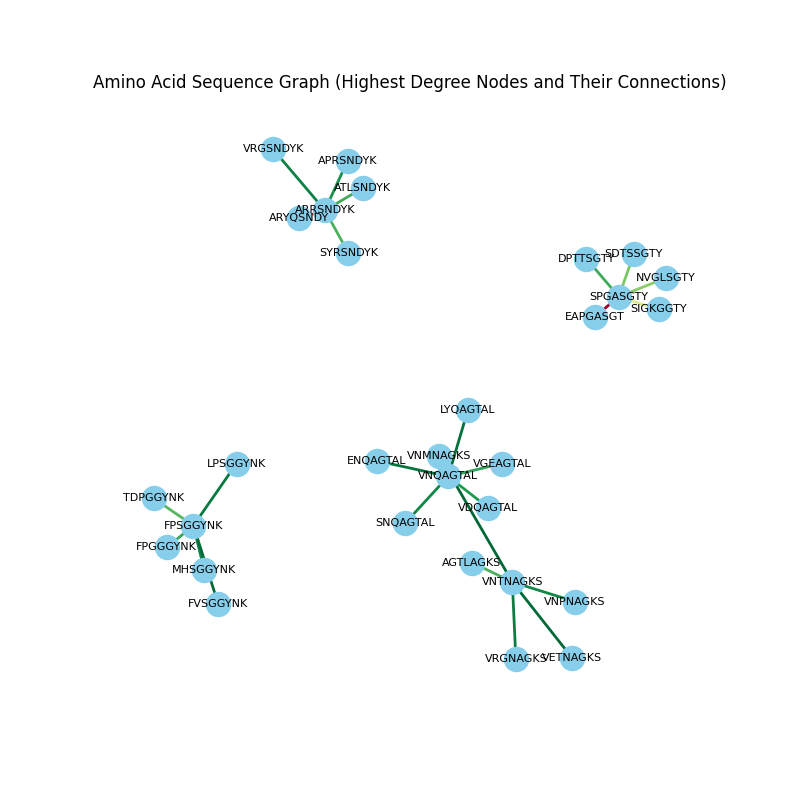 Amino Acid Sequence Graph (Highest Degree Nodes and Their Connections)
VRGSNDYK
APRSNDYK
ATLSNDYK
ARRSNDYK
ARYQSNDY
SYRSNDYK
SDTSSGTY
DPTTSGTY
NVGLSGTY
SPGASGTY
SIGKGGTY
EAPGASGT
LYQAGTAL
VNMNAGKS
ENQAGTAL
VGEAGTAL
LPSGGYNK
VNQAGTAL
TDPGGYNK
VDQAGTAL
SNQAGTAL
FPSGGYNK
FPGGGYNK
AGTLAGKS
MHSGGYNK
VNTNAGKS
VNPNAGKS
FVSGGYNK
VRGNAGKS
VETNAGKS